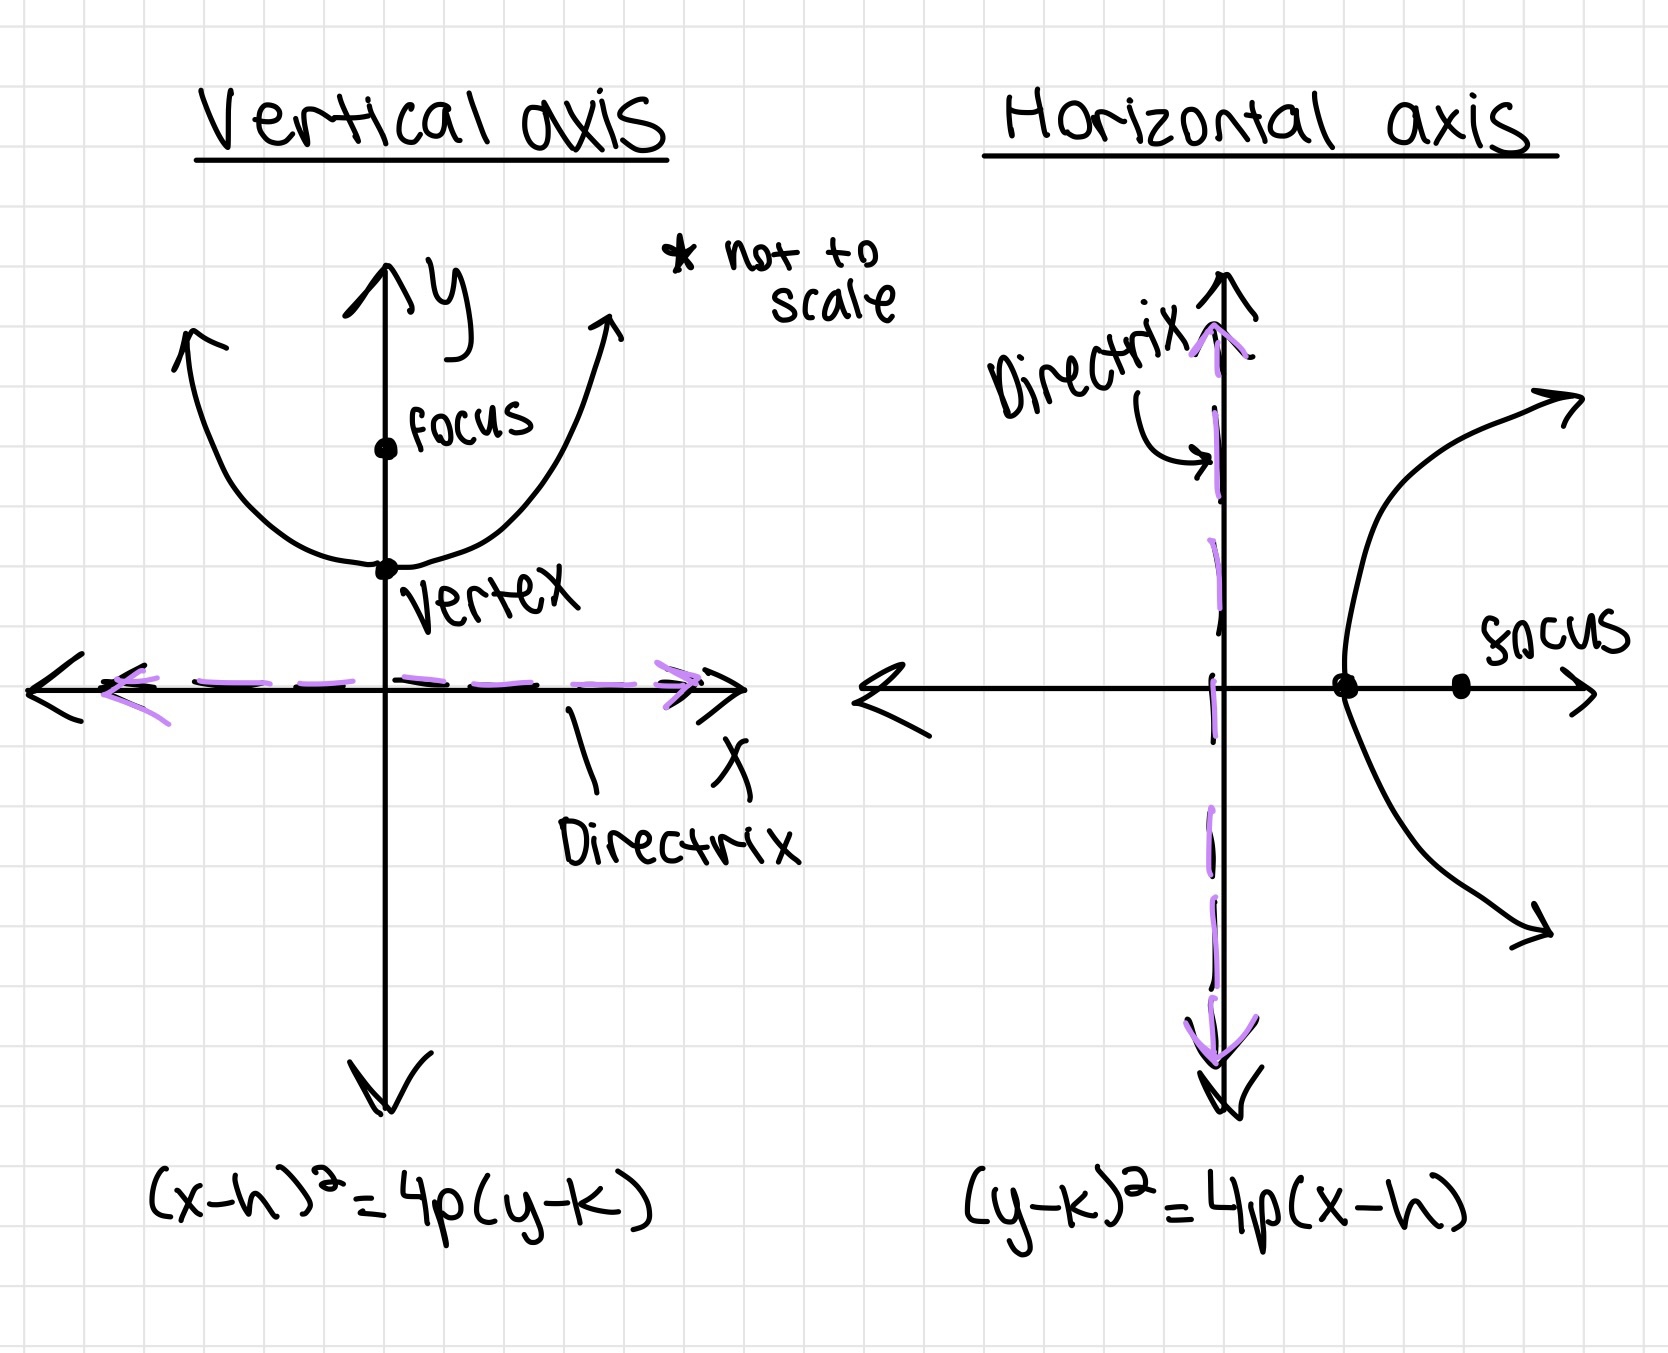 Vertical axis
Horizontal axis
* not to
scale
y
focus
vertex
Directrix
x
Directrix
focus
(x-h)²=4p(y-k)
(y-k)²=4p(x-h)